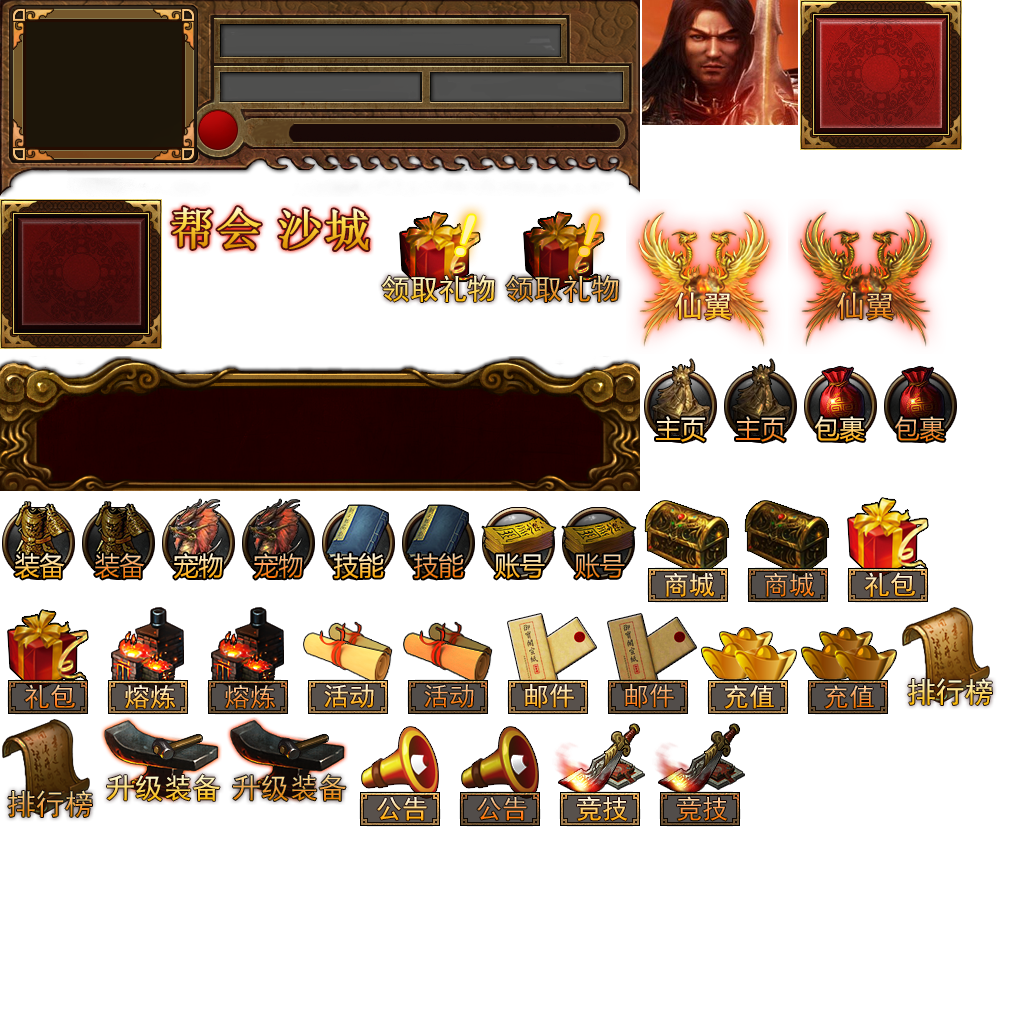 帮会 沙城
领取礼物 领取礼物
仙翼 仙翼
主页 主页 包裹 包裹
装备 装备 宠物 宠物 技能 技能 账号 账号
商城 商城 礼包
礼包 熔炼 熔炼 活动 活动 邮件 邮件 充值 充值 排行榜
排行榜 升级装备 升级装备 公告 公告 竞技 竞技